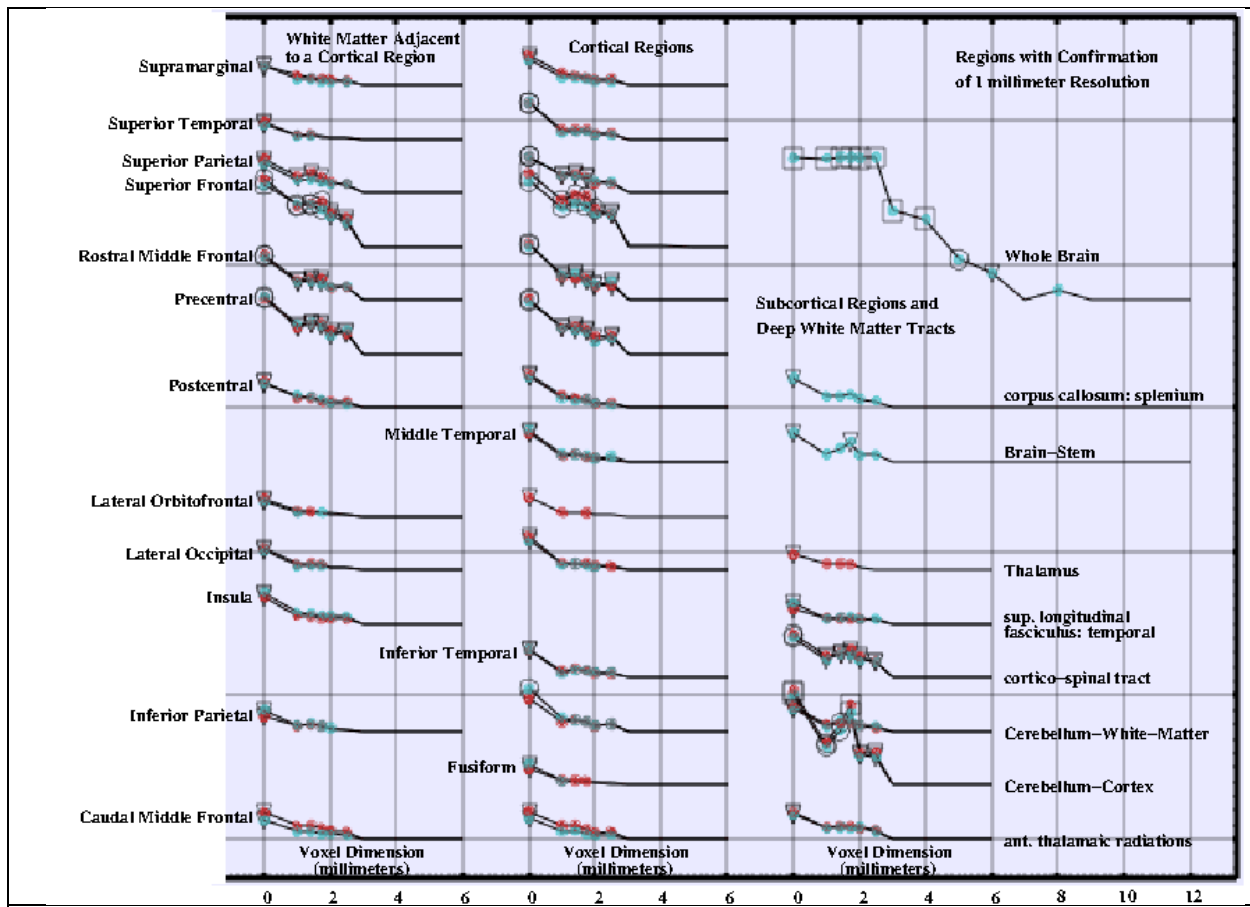 White Matter Adjacent
to a Cortical Region
Cortical Regions
Regions with Confirmation
of 1 millimeter Resolution
Supramarginal
Superior Temporal
Superior Parietal
Superior Frontal
Rostral Middle Frontal
Precentral
Postcentral
Middle Temporal
Lateral Orbitofrontal
Lateral Occipital
Insula
Inferior Temporal
Inferior Parietal
Fusiform
Caudal Middle Frontal
Whole Brain
Subcortical Regions and
Deep White Matter Tracts
corpus callosum: splenium
Brain-Stem
Thalamus
sup. longitudinal
fasciculus: temporal
cortico-spinal tract
Cerebellum-White-Matter
Cerebellum-Cortex
ant. thalamaic radiations
Voxel Dimension
(millimeters)
Voxel Dimension
(millimeters)
Voxel Dimension
(millimeters)
0 2 4 6 0 2 4 6 0 2 4 6 8 10 12